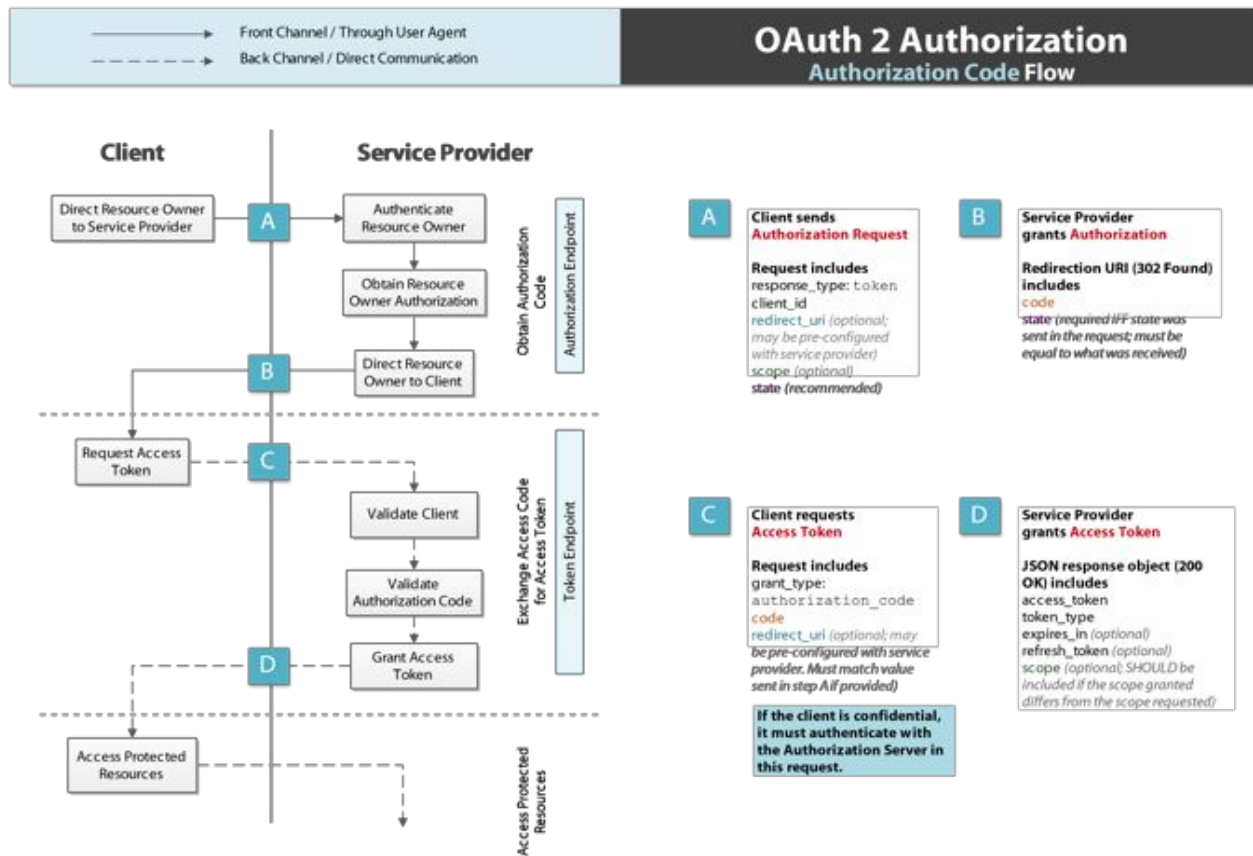 Front Channel / Through User Agent
Back Channel / Direct Communication
OAuth 2 Authorization
Authorization Code Flow
Client
Service Provider
Direct Resource Owner
to Service Provider
A
Authenticate
Resource Owner
Obtain Resource
Owner Authorization
B
Direct Resource
Owner to Client
Obtain Authorization
Code
Authorization Endpoint
Request Access
Token
C
Validate Client
Validate
Authorization Code
D
Grant Access
Token
Exchange Access Code
for Access Token
Token Endpoint
Access Protected
Resources
Access Protected
Resources
A
Client sends
Authorization Request
Request includes
response_type: token
client_id
redirect_uri (optional;
may be pre-configured
with service provider)
scope (optional)
state (recommended)
B
Service Provider
grants Authorization
Redirection URI (302 Found)
includes
code
state (required IFF state was
sent in the request; must be
equal to what was received)
C
Client requests
Access Token
Request includes
grant_type:
authorization_code
code
redirect_uri (optional; may
be pre-configured with service
provider. Must match value
sent in step A if provided)
If the client is confidential,
it must authenticate with
the Authorization Server in
this request.
D
Service Provider
grants Access Token
JSON response object (200
OK) includes
access_token
token_type
expires_in (optional)
refresh_token (optional)
scope (optional; SHOULD be
included if the scope granted
differs from the scope requested)